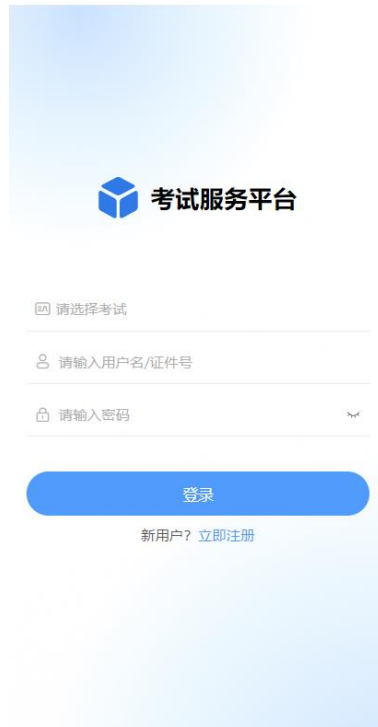 考试服务平台
请选择考试
请输入用户名/证件号
请输入密码
登录
新用户？立即注册